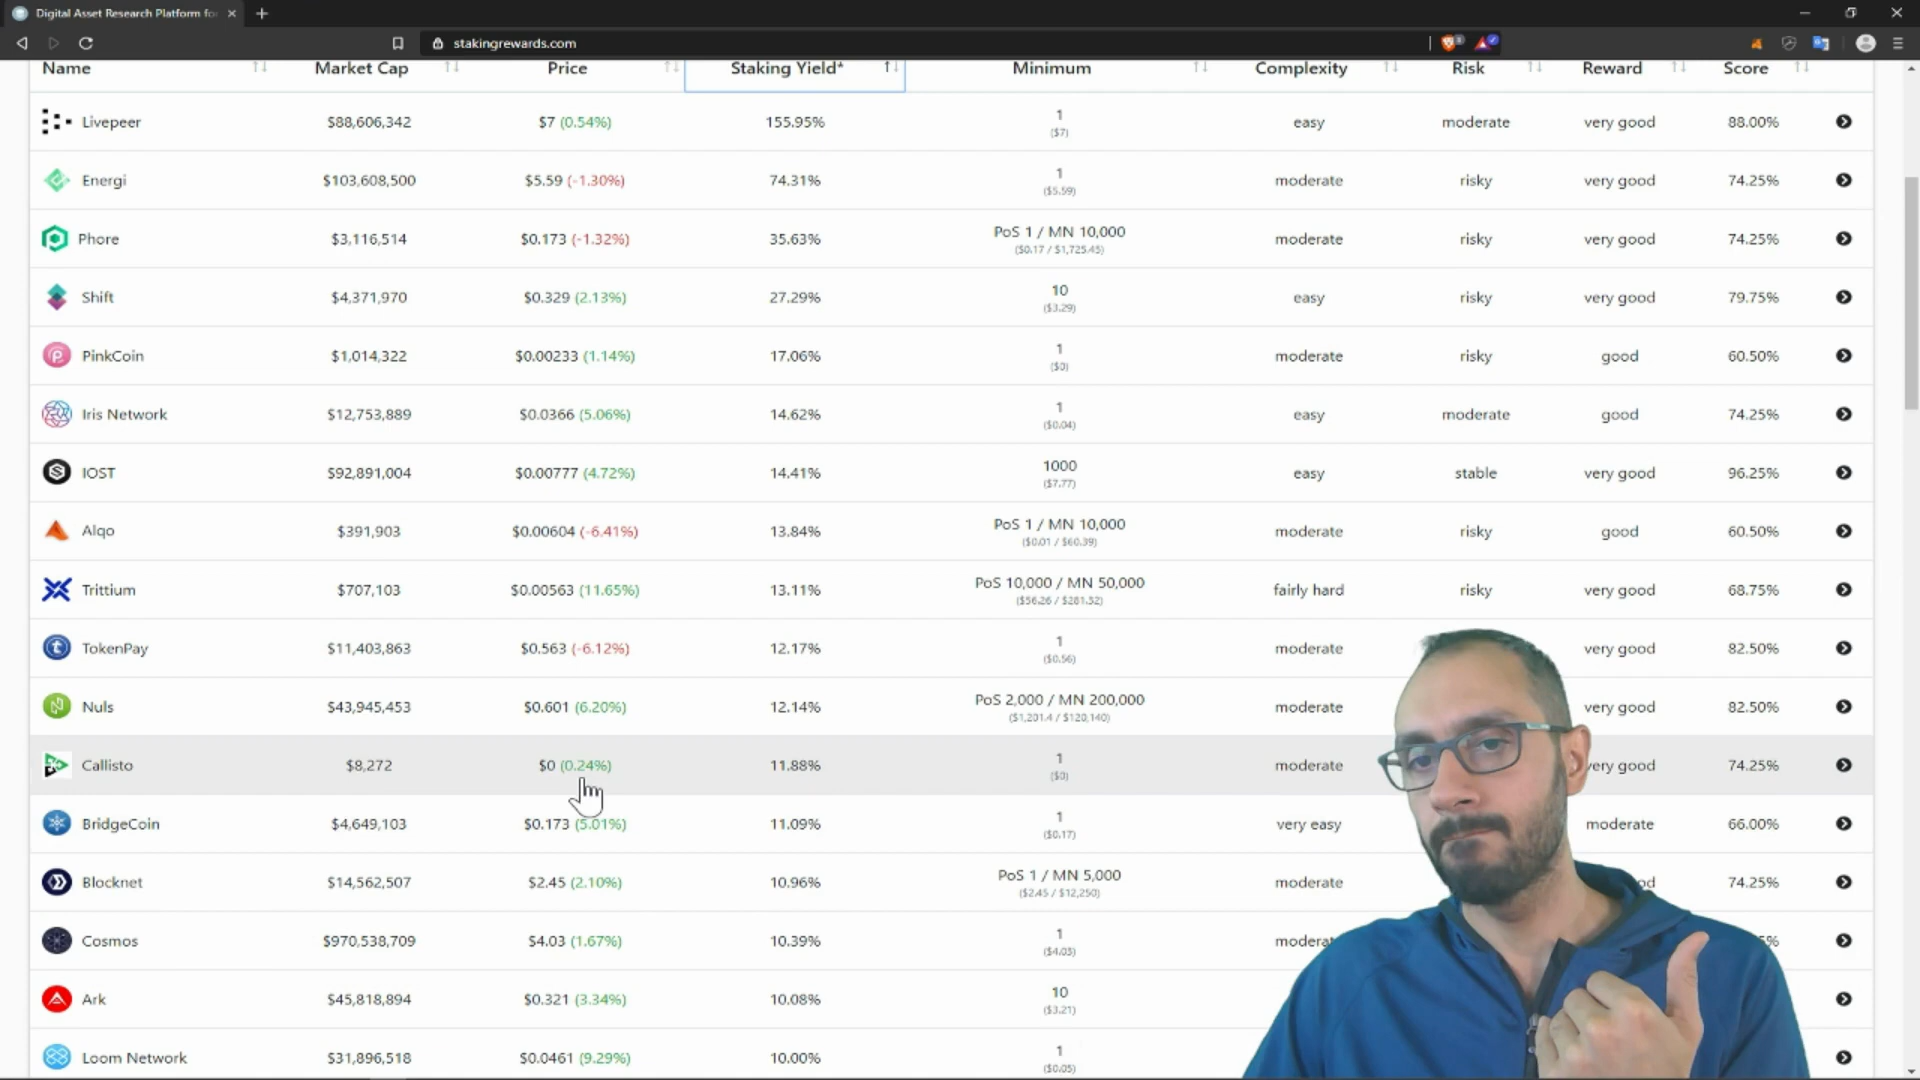 Digital Asset Research Platform fo
stakingrewards.com
Name Market Cap Price Staking Yield* Minimum Complexity Risk Reward Score
Livepeer $88,606,342 $7 (0.54%) 155.95% 1 easy moderate very good 88.00%
($7)
Energi $103,608,500 $5.59 (-1.30%) 74.31% 1 moderate risky very good 74.25%
($5.59)
Phore $3,116,514 $0.173 (-1.32%) 35.63% PoS 1 / MN 10,000 moderate risky very good 74.25%
($0.17 / $1,725.45)
Shift $4,371,970 $0.329 (2.13%) 27.29% 10 easy risky very good 79.75%
($3.29)
PinkCoin $1,014,322 $0.00233 (1.14%) 17.06% 1 moderate risky good 60.50%
($0)
Iris Network $12,753,889 $0.0366 (5.06%) 14.62% 1 easy moderate good 74.25%
($0.04)
IOST $92,891,004 $0.00777 (4.72%) 14.41% 1000 easy stable very good 96.25%
($7.77)
Alqo $391,903 $0.00604 (-6.41%) 13.84% PoS 1 / MN 10,000 moderate risky good 60.50%
($0.01 / $60.39)
Trittium $707,103 $0.00563 (11.65%) 13.11% PoS 10,000 / MN 50,000 fairly hard risky very good 68.75%
($56.26 / $281.32)
TokenPay $11,403,863 $0.563 (-6.12%) 12.17% 1 moderate very good 82.50%
($0.56)
Nuls $43,945,453 $0.601 (6.20%) 12.14% PoS 2,000 / MN 200,000 moderate very good 82.50%
($1,201.4 / $120,140)
Callisto $8,272 $0 (0.24%) 11.88% 1 moderate very good 74.25%
($0)
BridgeCoin $4,649,103 $0.173 (5.01%) 11.09% 1 very easy moderate 66.00%
($0.17)
Blocknet $14,562,507 $2.45 (2.10%) 10.96% PoS 1 / MN 5,000 moderate od 74.25%
($2.45 / $12,250)
Cosmos $970,538,709 $4.03 (1.67%) 10.39% 1 modera %
($4.03)
Ark $45,818,894 $0.321 (3.34%) 10.08% 10
($3.21)
Loom Network $31,896,518 $0.0461 (9.29%) 10.00% 1
($0.05)